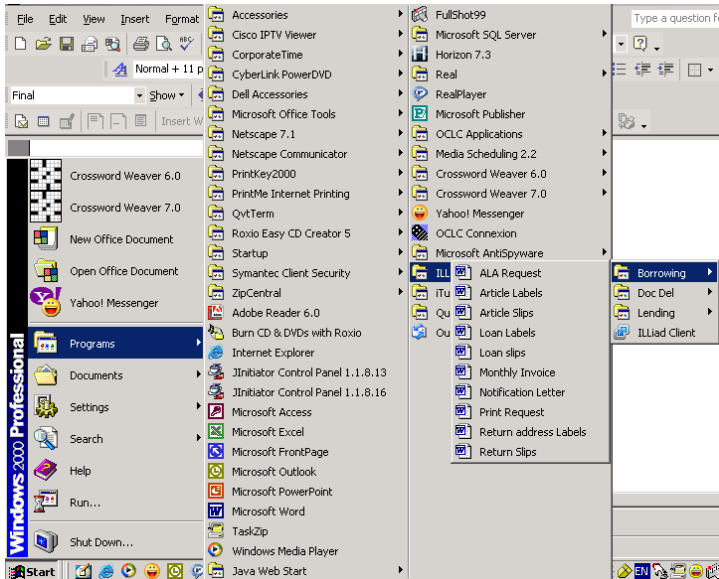 File Edit View Insert Format
Type a question
Normal + 11 p
Final
Show
Insert W
Crossword Weaver 6.0
Crossword Weaver 7.0
New Office Document
Open Office Document
Yahoo! Messenger
Programs
Documents
Settings
Search
Help
Run...
Shut Down...
Windows 2000 Professional
Start
Accessories
Cisco IPTV Viewer
CorporateTime
CyberLink PowerDVD
Dell Accessories
Microsoft Office Tools
Netscape 7.1
Netscape Communicator
PrintKey2000
PrintMe Internet Printing
QvtTerm
Roxio Easy CD Creator 5
Startup
Symantec Client Security
ZipCentral
Adobe Reader 6.0
Burn CD & DVDs with Roxio
Internet Explorer
JInitiator Control Panel 1.1.8.13
JInitiator Control Panel 1.1.8.16
Microsoft Access
Microsoft Excel
Microsoft FrontPage
Microsoft Outlook
Microsoft PowerPoint
Microsoft Word
TaskZip
Windows Media Player
Java Web Start
FullShot99
Microsoft SQL Server
Horizon 7.3
Real
RealPlayer
Microsoft Publisher
OCLC Applications
Media Scheduling 2.2
Crossword Weaver 6.0
Crossword Weaver 7.0
Yahoo! Messenger
OCLC Connexion
Microsoft AntiSpyware
ILL
iTu
Qu
Ou
ALA Request
Article Labels
Article Slips
Loan Labels
Loan slips
Monthly Invoice
Notification Letter
Print Request
Return address Labels
Return Slips
Borrowing
Doc Del
Lending
ILLiad Client
EN